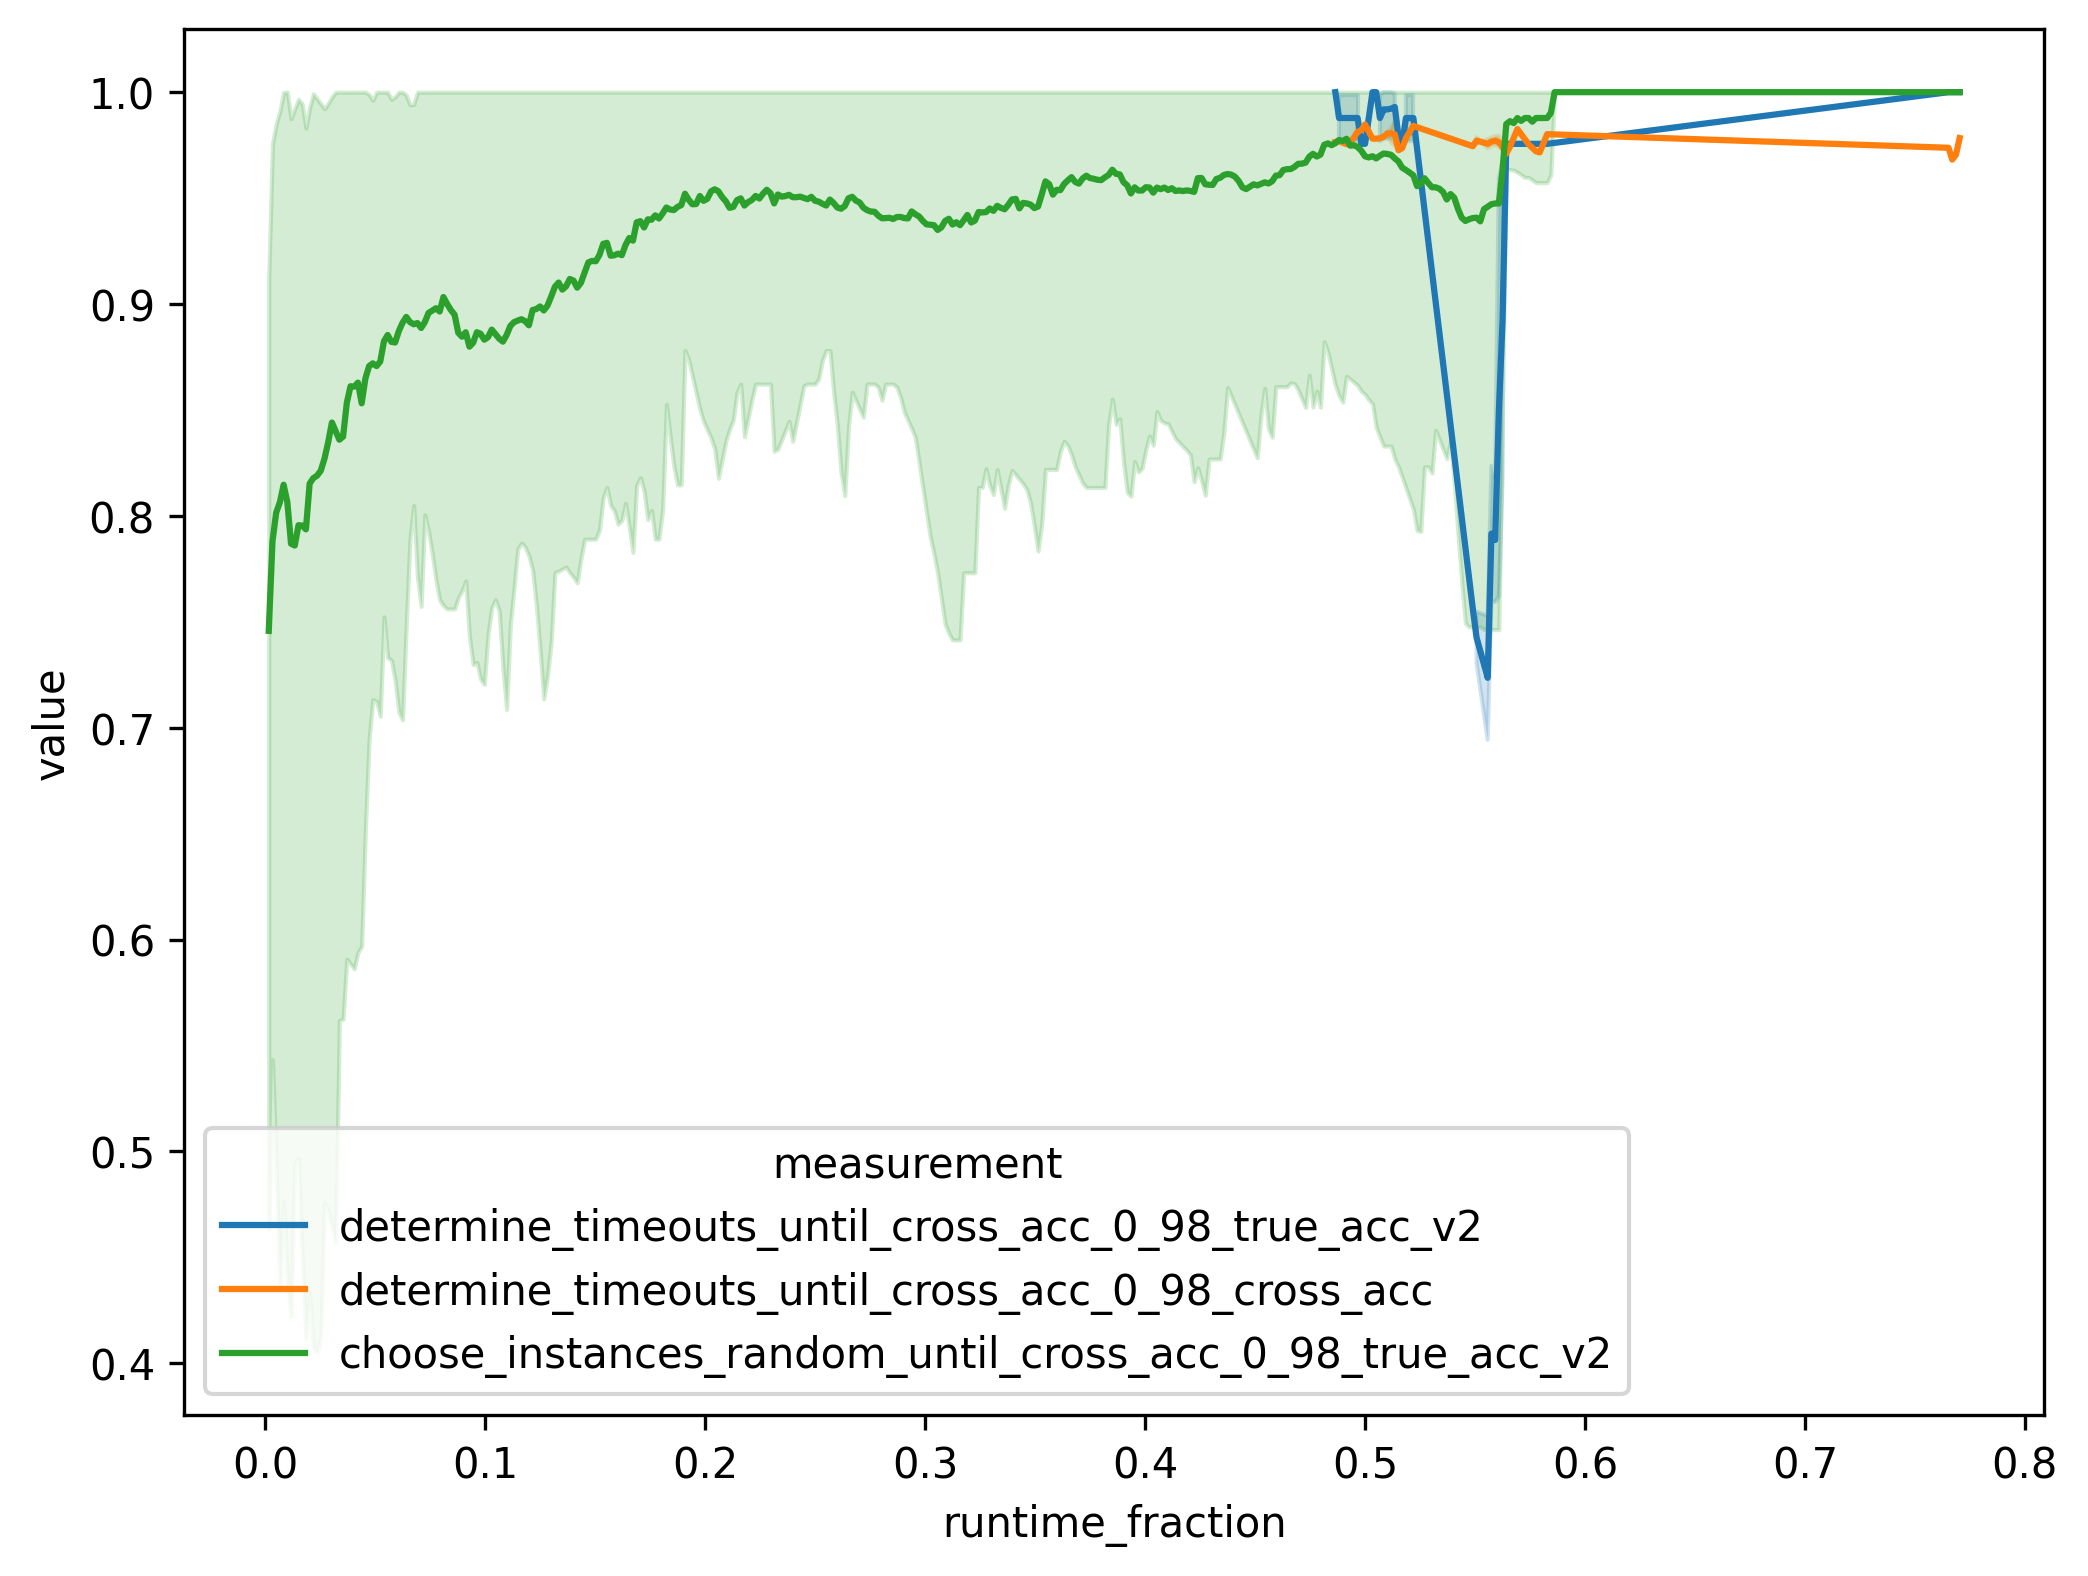 value
1.0
0.9
0.8
0.7
0.6
0.5
0.4
measurement
determine_timeouts_until_cross_acc_0_98_true_acc_v2
determine_timeouts_until_cross_acc_0_98_cross_acc
choose_instances_random_until_cross_acc_0_98_true_acc_v2
0.0 0.1 0.2 0.3 0.4 0.5 0.6 0.7 0.8
runtime_fraction